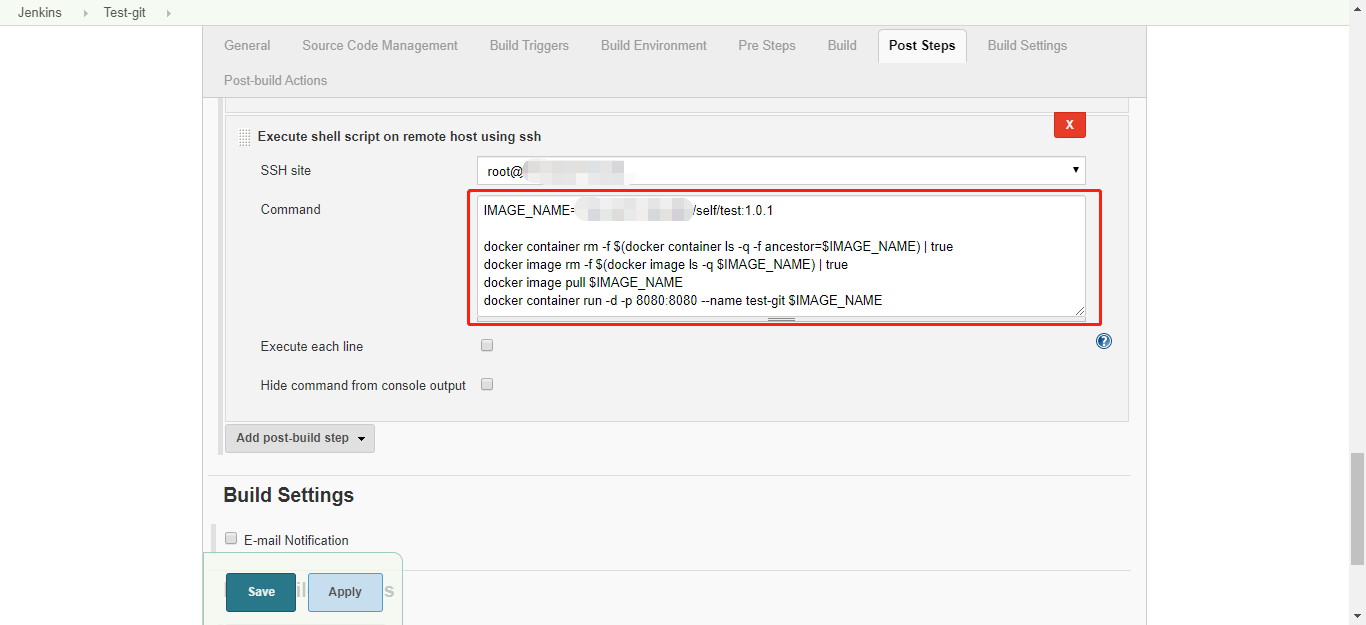 Jenkins Test-git
General Source Code Management Build Triggers Build Environment Pre Steps Build Post Steps Build Settings
Post-build Actions
Execute shell script on remote host using ssh
X
SSH site
root@
Command
IMAGE_NAME= /self/test:1.0.1
docker container rm -f $(docker container ls -q -f ancestor=$IMAGE_NAME) | true
docker image rm -f $(docker image ls -q $IMAGE_NAME) | true
docker image pull $IMAGE_NAME
docker container run -d -p 8080:8080 --name test-git $IMAGE_NAME
Execute each line
?
Hide command from console output
Add post-build step
Build Settings
E-mail Notification
Save Apply